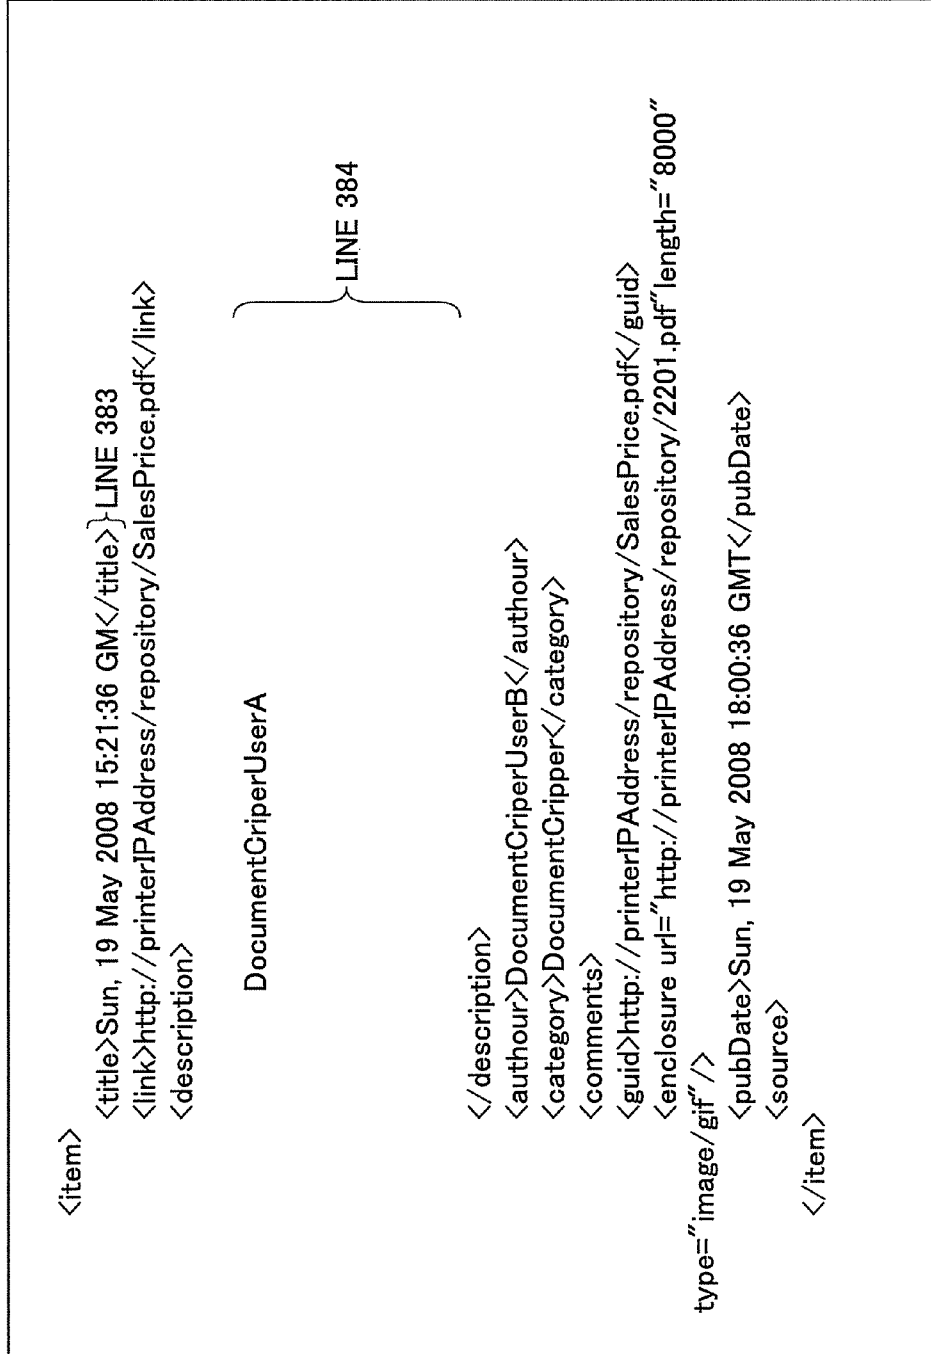 <item>
<title>Sun, 19 May 2008 15:21:36 GM</title>}LINE 383
<link>http://printerIPAddress/repository/SalesPrice.pdf</link>
<description>
DocumentCriperUserA
LINE 384
</description>
<authour>DocumentCriperUserB</authour>
<category>DocumentCripper</category>
<comments>
<guid>http://printerIPAddress/repository/SalesPrice.pdf</guid>
<enclosure url="http://printerIPAddress/repository/2201.pdf"length="8000"
type="image/gif"/>
<pubDate>Sun, 19 May 2008 18:00:36 GMT</pubDate>
<source>
</item>